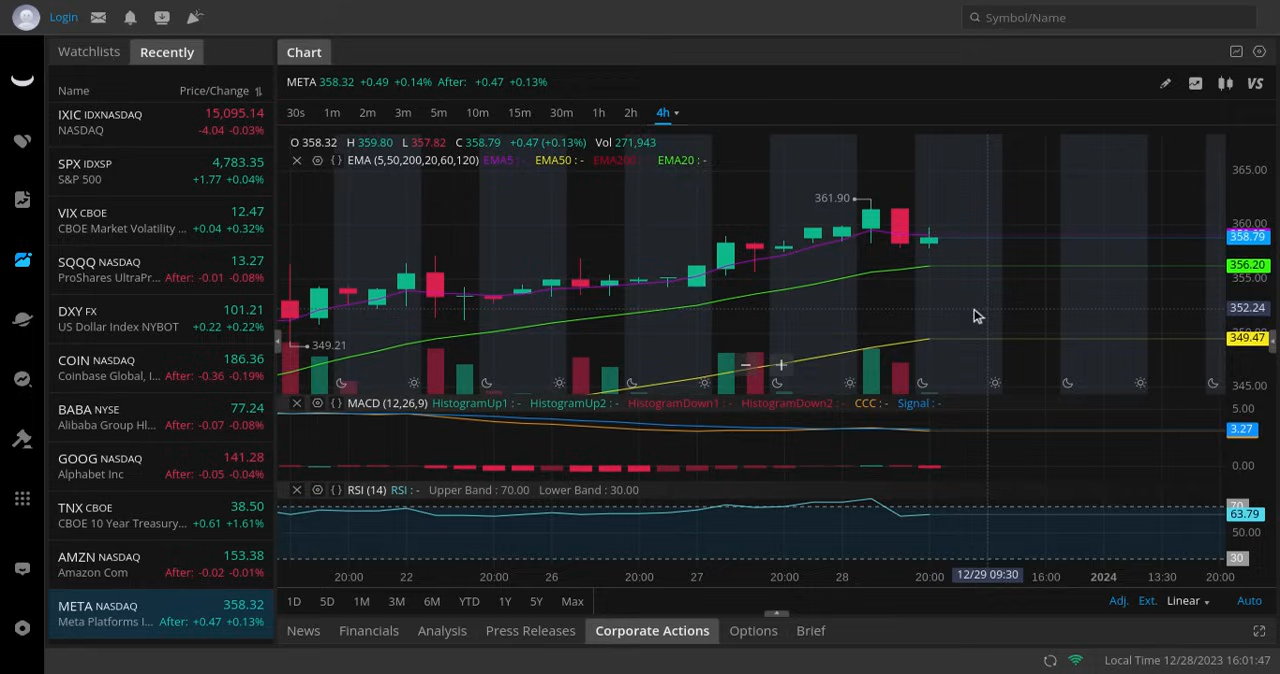 Login
Symbol/Name
Watchlists Recently
Chart
Name Price/Change
META 358.32 +0.49 +0.14% After: +0.47 +0.13%
VS
30s 1m 2m 3m 5m 10m 15m 30m 1h 2h 4h
O 358.32 H 359.80 L 357.82 C 358.79 +0.47 (+0.13%) Vol 271,943
{} EMA (5,50,200,20,60,120) EMA5 : - EMA50 : - EMA200 EMA20 : -
IXIC IDXNASDAQ 15,095.14
NASDAQ -4.04 -0.03%
SPX IDXSP 4,783.35
S&P 500 +1.77 +0.04%
VIX CBOE 12.47
CBOE Market Volatility ... +0.04 +0.32%
SQQQ NASDAQ 13.27
ProShares UltraPr... After: -0.01 -0.08%
DXY FX 101.21
US Dollar Index NYBOT +0.22 +0.22%
COIN NASDAQ 186.36
Coinbase Global, I... After: -0.36 -0.19%
BABA NYSE 77.24
Alibaba Group Hl... After: -0.07 -0.08%
GOOG NASDAQ 141.28
Alphabet Inc After: -0.05 -0.04%
TNX CBOE 38.50
CBOE 10 Year Treasury... +0.61 +1.61%
AMZN NASDAQ 153.38
Amazon Com After: -0.02 -0.01%
META NASDAQ 358.32
Meta Platforms I... After: +0.47 +0.13%
361.90
349.21
365.00
360.00
358.79
356.20
355.00
352.24
349.47
345.00
{} MACD (12,26,9) HistogramUp1 : - HistogramUp2 : - HistogramDown1 : - HistogramDown2 : - CCC : - Signal : -
5.00
3.27
0.00
{} RSI (14) RSI : - Upper Band : 70.00 Lower Band : 30.00
70
63.79
50.00
30
20:00 22 20:00 26 20:00 27 20:00 28 20:00 12/29 09:30 16:00 2024 13:30 20:00
1D 5D 1M 3M 6M YTD 1Y 5Y Max Adj. Ext. Linear Auto
News Financials Analysis Press Releases Corporate Actions Options Brief
Local Time 12/28/2023 16:01:47